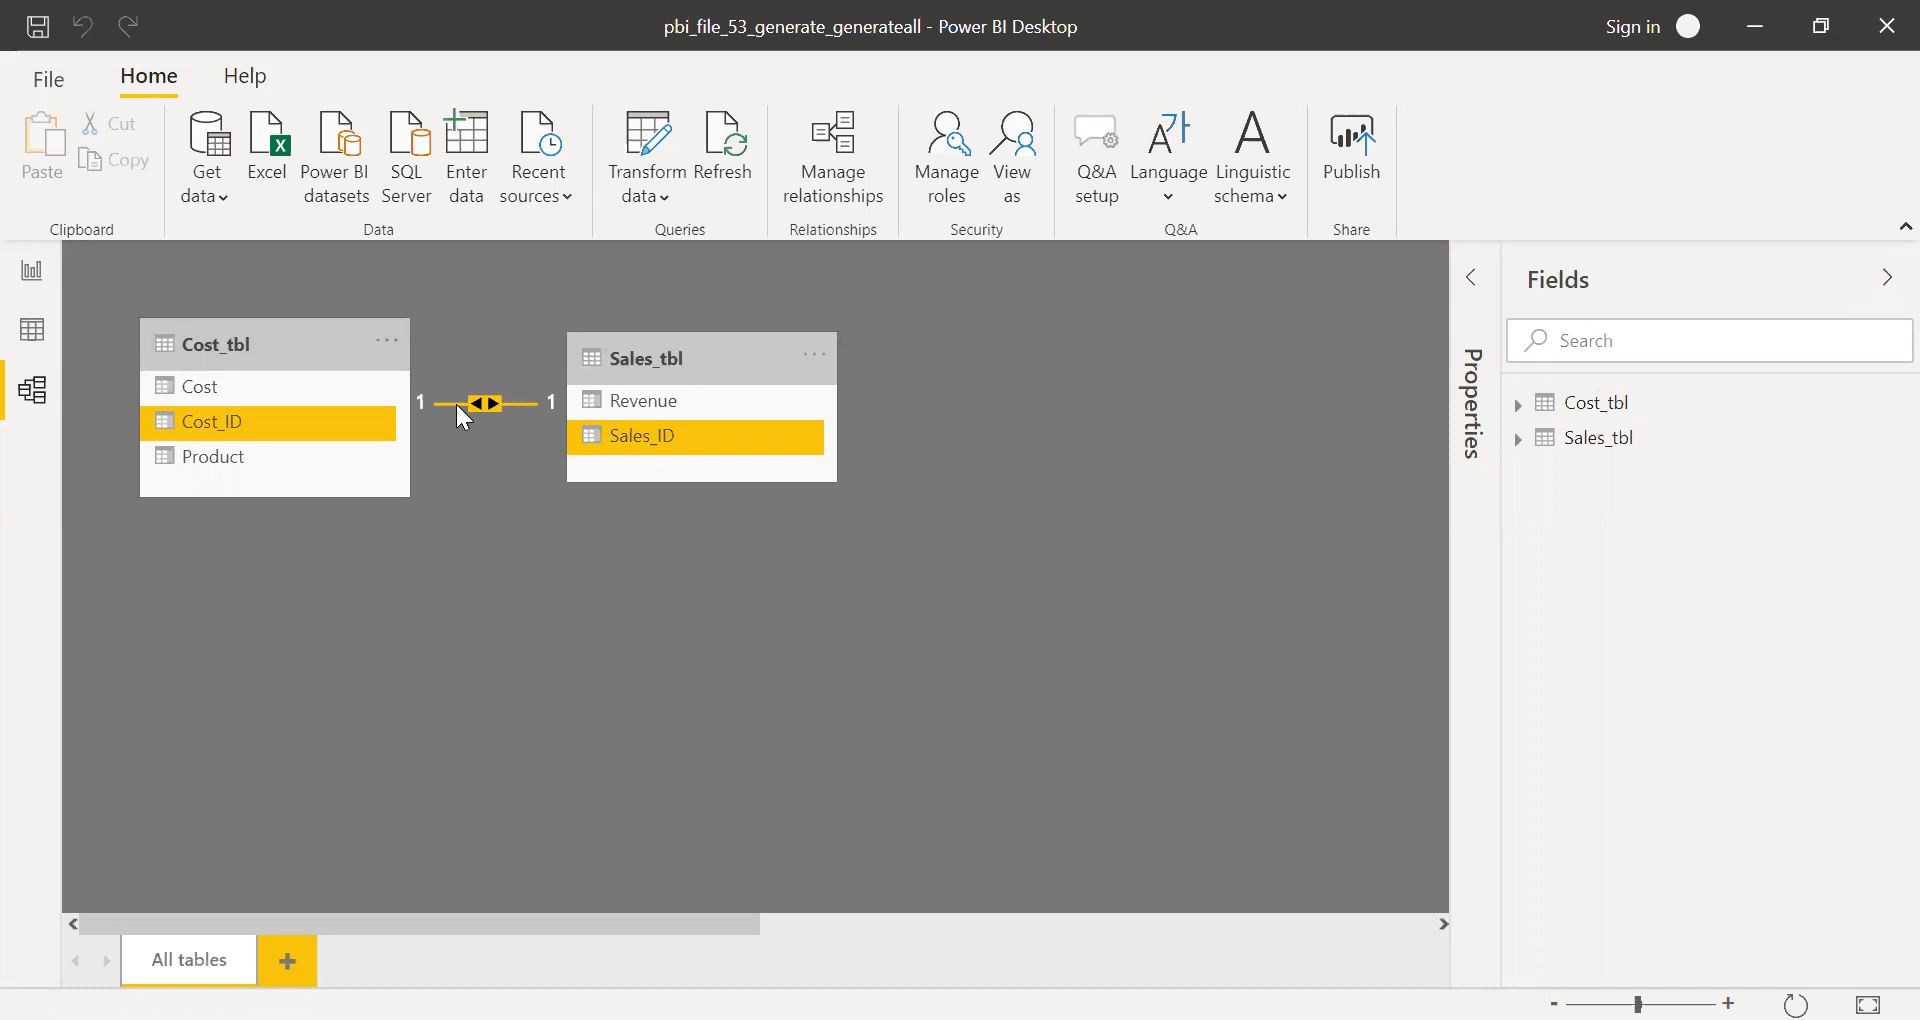 pbi_file_53_generate_generateall - Power BI Desktop
Sign in
File
Home
Help
Paste
Cut
Copy
Clipboard
Get
data
Excel
Power BI
datasets
SQL
Server
Enter
data
Recent
sources
Data
Transform
data
Refresh
Queries
Manage
relationships
Relationships
Manage
roles
View
as
Security
Q&A
setup
Language
Linguistic
schema
Q&A
Publish
Share
Cost_tbl
Cost
Cost_ID
Product
1
1
Sales_tbl
Revenue
Sales_ID
Properties
Fields
Search
Cost_tbl
Sales_tbl
All tables